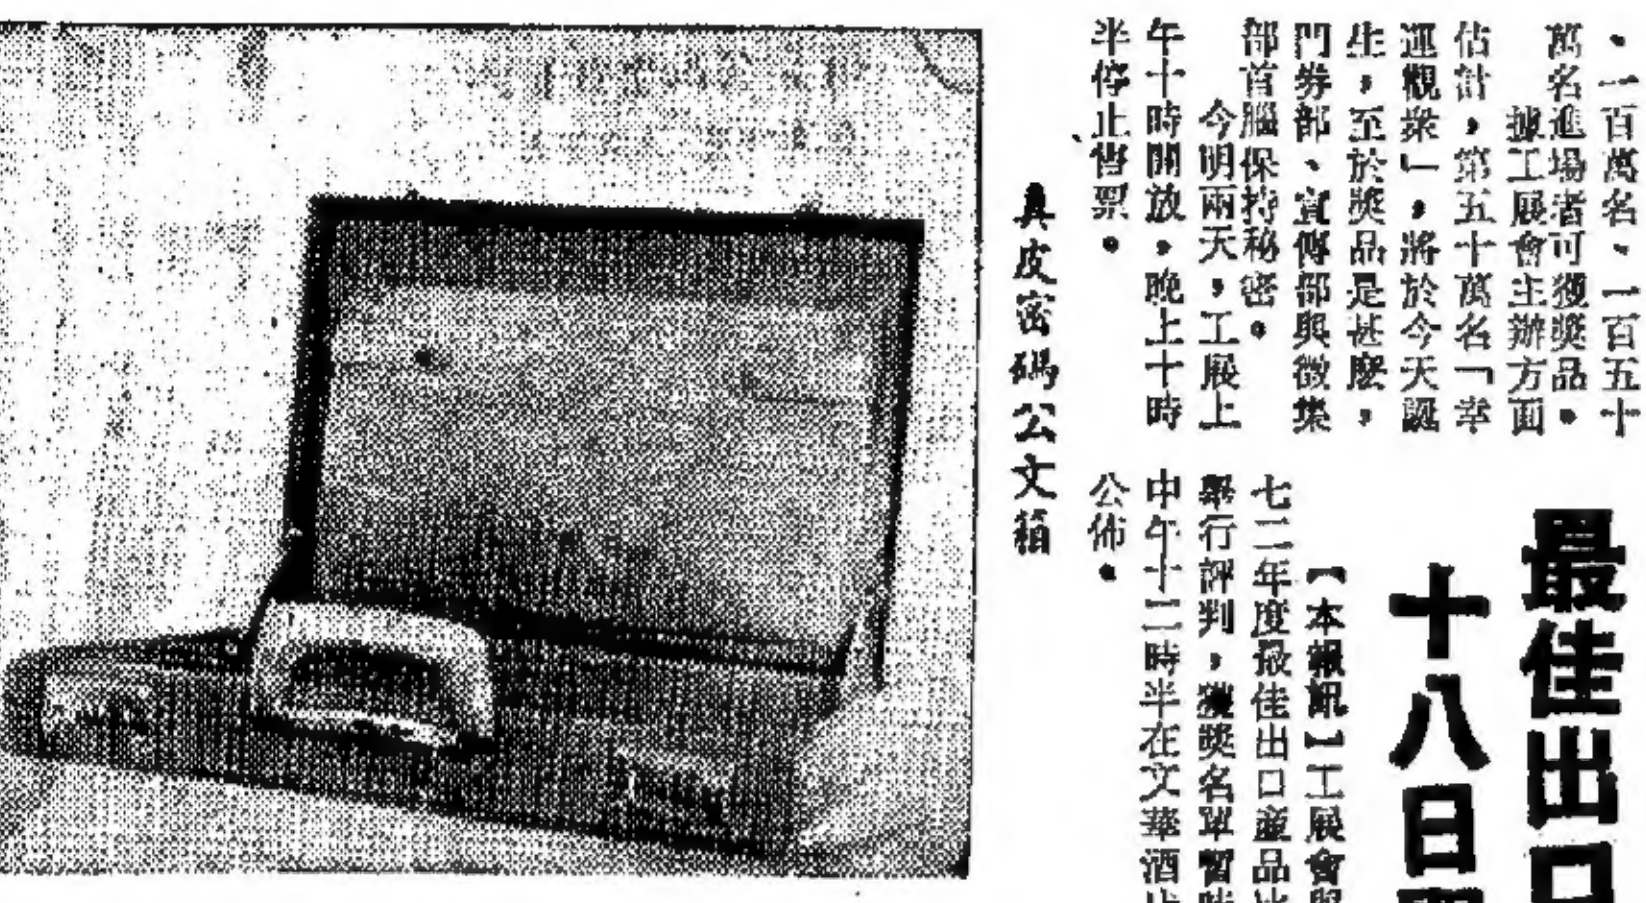 、一百萬名、一百五十
萬名進場者可獲獎品。
據工展會主辦方面
估計，第五十萬名「幸
運觀衆」，將於今天誕
生，至於獎品是甚麽，
門券部、宣傳部與徵集
部首腦保持秘密。
今明兩天，工展上
午十時開放，晚上十時
半停止售票。
最佳出口
十八日
【本報訊】工展會與
七二年度最佳出口產品
舉行評判，獲獎名單暫時
中午十二時半在文華酒店
公佈。
真皮密碼公文箱